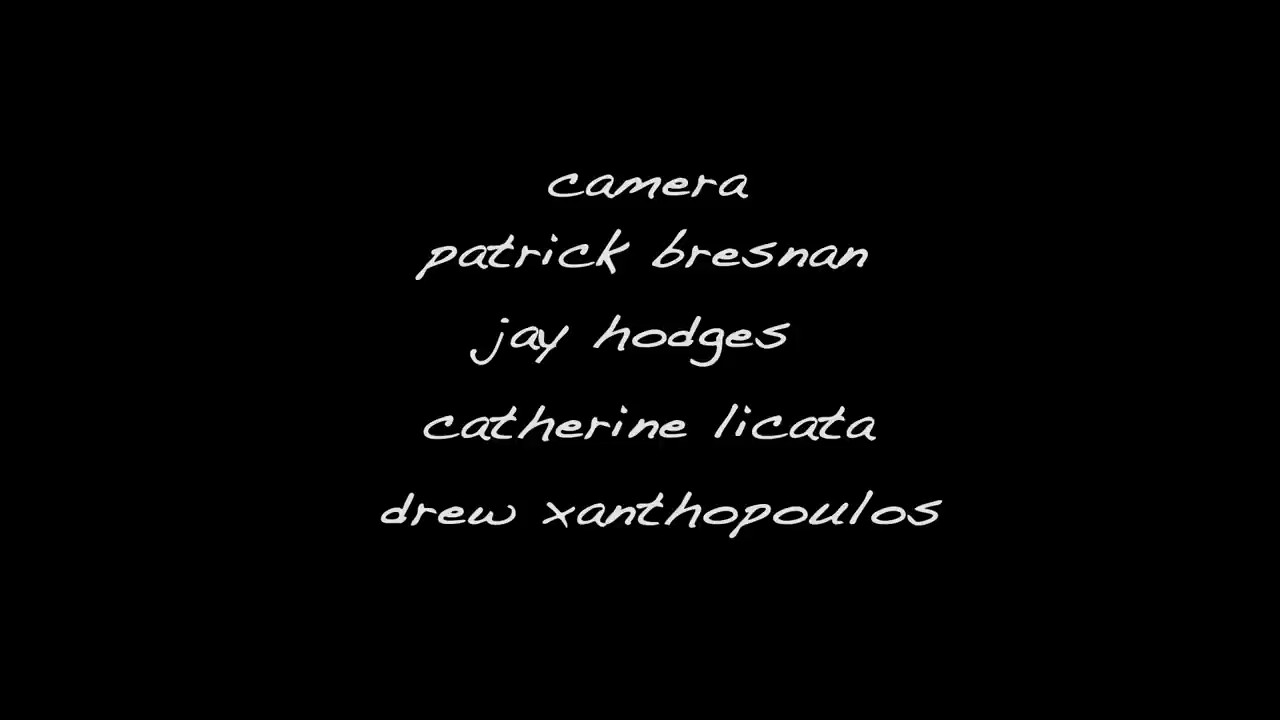 camera
patrick bresnan
jay hodges
catherine licata
drew xanthopoulos